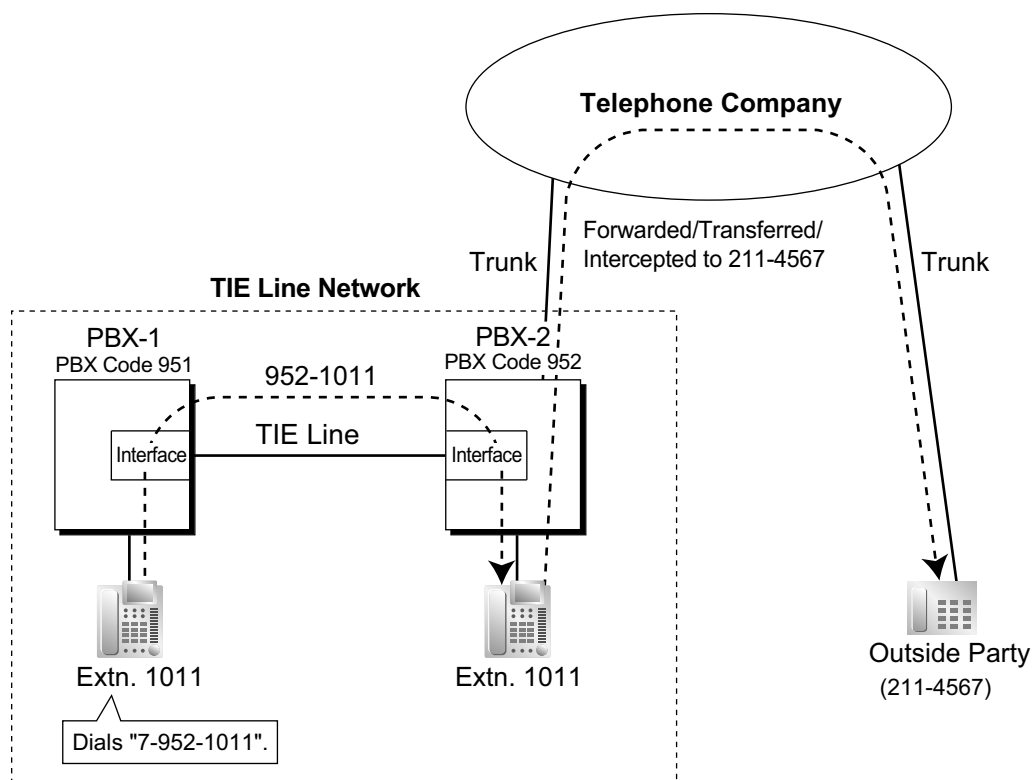 Telephone Company
Forwarded/Transferred/
Intercepted to 211-4567
Trunk
Trunk
TIE Line Network
PBX-1
PBX Code 951
PBX-2
PBX Code 952
952-1011
TIE Line
Interface
Interface
Extn. 1011
Extn. 1011
Outside Party
(211-4567)
Dials "7-952-1011".